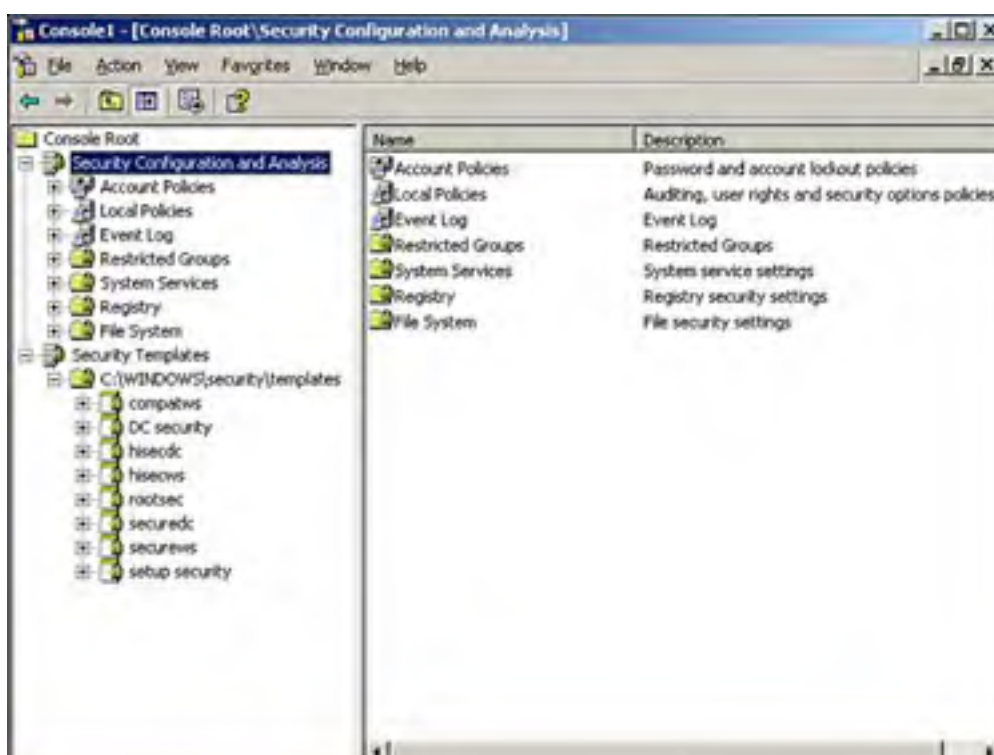 Console1 - [Console Root\Security Configuration and Analysis]
File Action View Favorites Window Help
Console Root
Security Configuration and Analysis
Account Policies
Local Policies
Event Log
Restricted Groups
System Services
Registry
File System
Security Templates
C:\WINDOWS\security\templates
compatws
DC security
hisecdc
hisecws
rootsec
securedc
securews
setup security
Name Description
Account Policies Password and account lockout policies
Local Policies Auditing, user rights and security options policies
Event Log Event Log
Restricted Groups Restricted Groups
System Services System service settings
Registry Registry security settings
File System File security settings